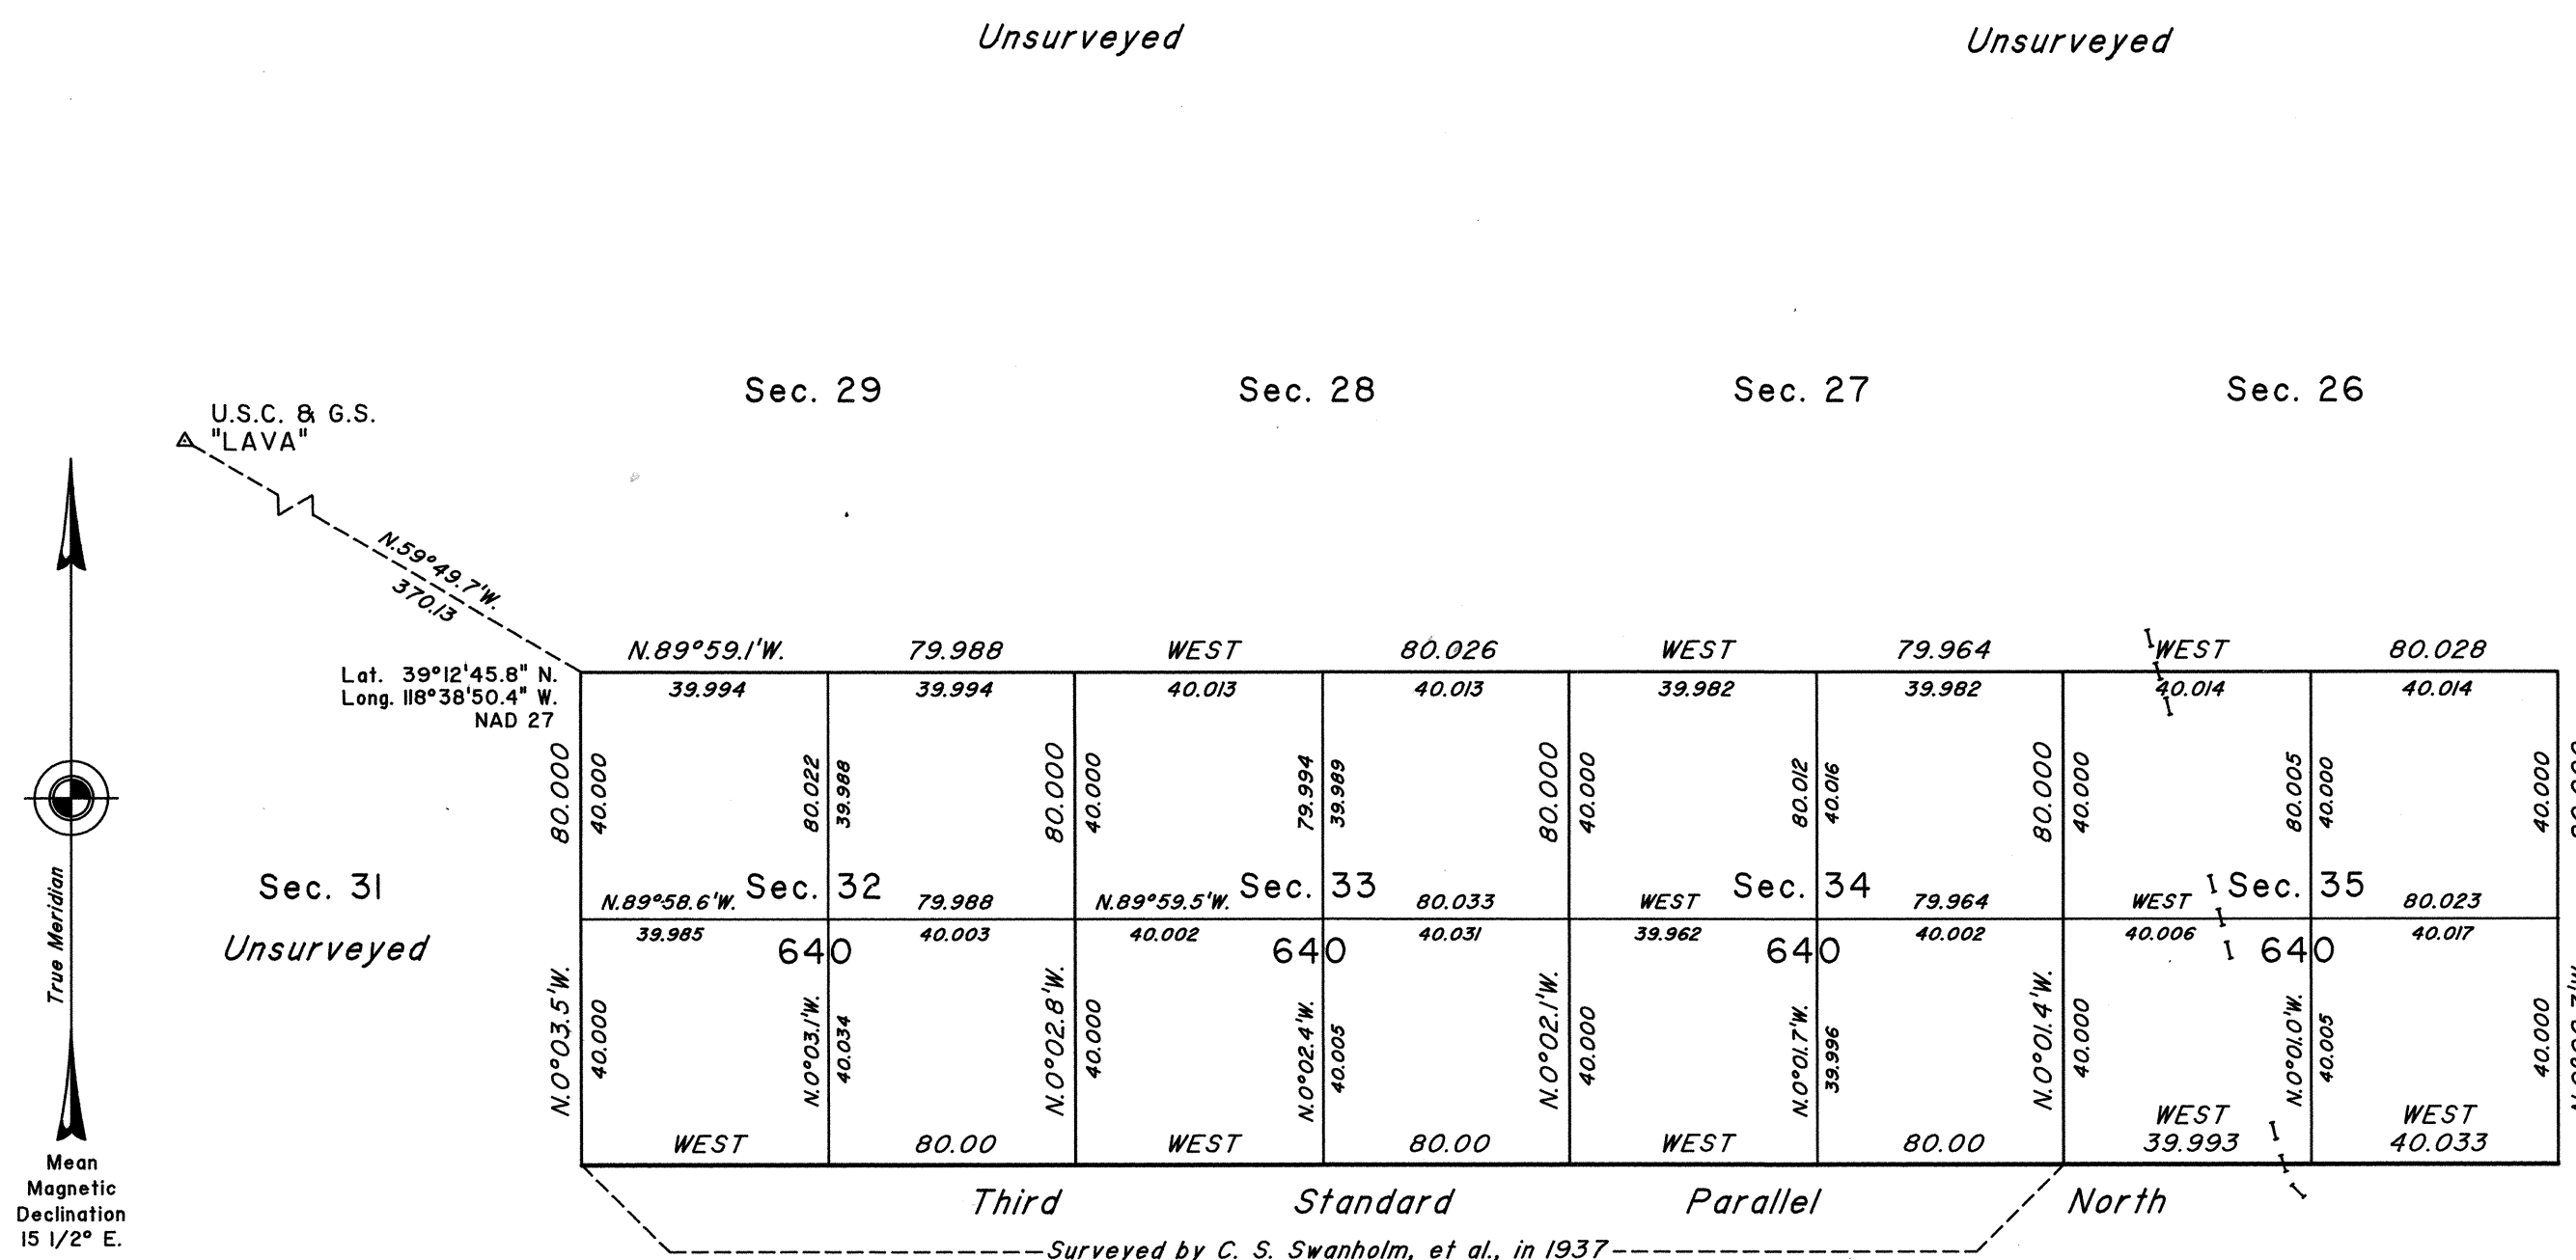 Unsurveyed
Unsurveyed
Sec. 29
Sec. 28
Sec. 27
Sec. 26
U.S.C. & G.S.
"LAVA"
N.59°49.7'W.
370.13
Lat. 39°12'45.8" N.
Long. 118°38'50.4" W.
NAD 27
N.89°59.1'W.
79.988
WEST
80.026
WEST
79.964
WEST
80.028
39.994
39.994
40.013
40.013
39.982
39.982
40.014
40.014
80.000
40.000
80.022
39.988
80.000
40.000
79.994
39.989
80.000
40.000
80.012
40.016
80.000
40.000
80.005
40.000
40.000
Sec. 31
Unsurveyed
Sec. 32
Sec. 33
Sec. 34
Sec. 35
N.89°58.6'W.
79.988
N.89°59.5'W.
80.033
WEST
79.964
WEST
80.023
39.985
640
40.003
40.002
640
40.031
39.962
640
40.002
40.006
640
40.017
N.0°03.5'W.
40.000
N.0°03.1'W.
40.034
N.0°02.8'W.
40.000
N.0°02.4'W.
40.005
N.0°02.1'W.
40.000
N.0°01.7'W.
39.996
N.0°01.4'W.
40.000
N.0°01.0'W.
40.005
40.000
WEST
80.00
WEST
80.00
WEST
80.00
WEST
39.993
WEST
40.033
Third Standard Parallel North
Surveyed by C. S. Swanholm, et al., in 1937
True Meridian
Mean
Magnetic
Declination
15 1/2° E.